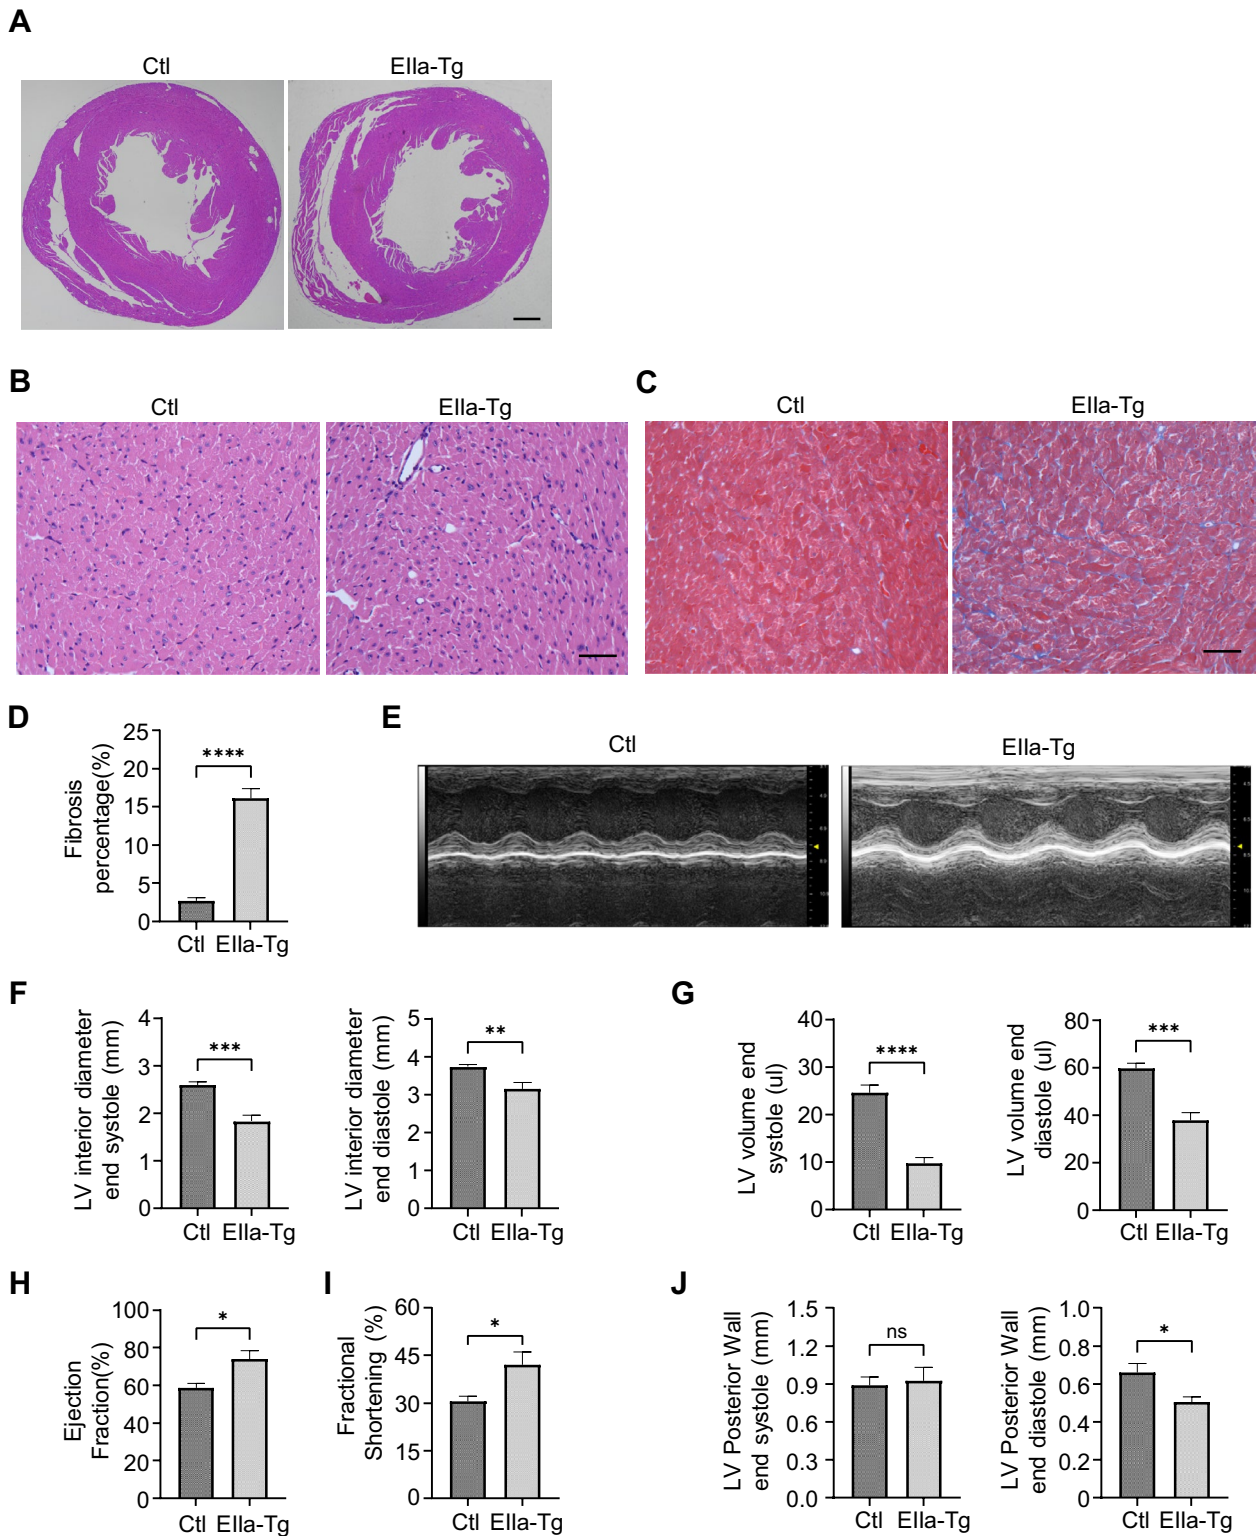 A
Ctl
EIIa-Tg
B
Ctl
EIIa-Tg
C
Ctl
EIIa-Tg
D
Fibrosis
percentage(%)
25
20
15
10
5
0
****
Ctl
EIIa-Tg
E
Ctl
EIIa-Tg
F
LV interior diameter
end systole (mm)
4
3
2
1
0
***
Ctl
EIIa-Tg
LV interior diameter
end diastole (mm)
5
4
3
2
1
0
**
Ctl
EIIa-Tg
G
LV volume end
systole (ul)
40
30
20
10
0
****
Ctl
EIIa-Tg
LV volume end
diastole (ul)
80
60
40
20
0
***
Ctl
EIIa-Tg
H
Ejection
Fraction(%)
100
80
60
40
20
0
*
Ctl
EIIa-Tg
I
Fractional
Shortening (%)
60
45
30
15
0
*
Ctl
EIIa-Tg
J
LV Posterior Wall
end systole (mm)
1.5
1.2
0.9
0.6
0.3
0.0
ns
Ctl
EIIa-Tg
LV Posterior Wall
end diastole (mm)
1.0
0.8
0.6
0.4
0.2
0.0
*
Ctl
EIIa-Tg